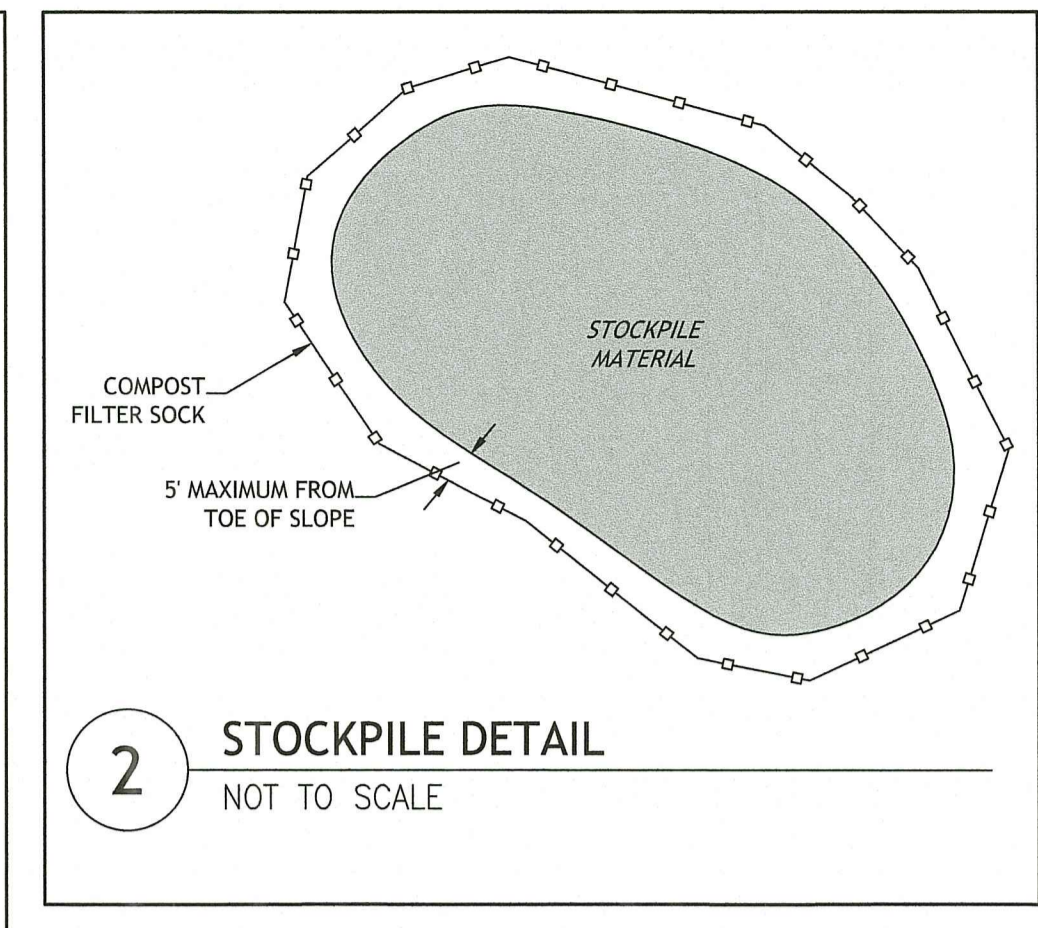 STOCKPILE
MATERIAL
COMPOST
FILTER SOCK
5' MAXIMUM FROM
TOE OF SLOPE
2
STOCKPILE DETAIL
NOT TO SCALE